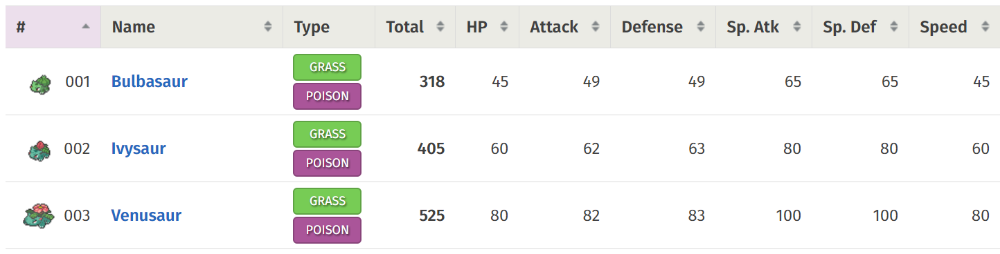 # Name Type Total HP Attack Defense Sp. Atk Sp. Def Speed
001 Bulbasaur GRASS POISON 318 45 49 49 65 65 45
002 Ivysaur GRASS POISON 405 60 62 63 80 80 60
003 Venusaur GRASS POISON 525 80 82 83 100 100 80